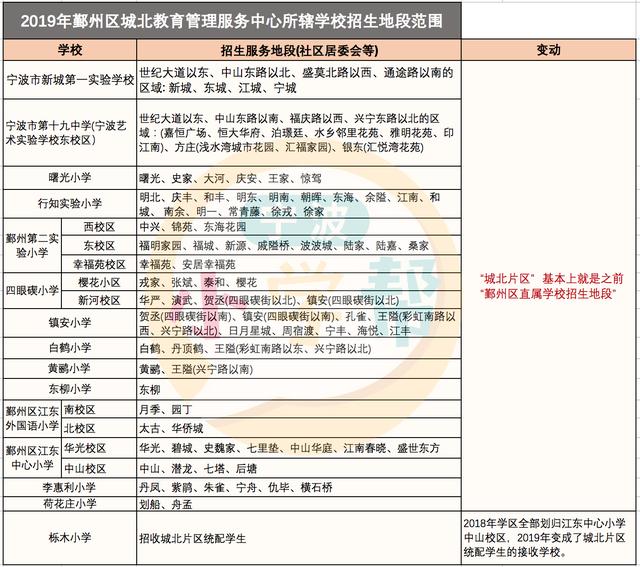 2019年鄞州区城北教育管理服务中心所辖学校招生地段范围
学校
招生服务地段(社区居委会等)
变动
宁波市新城第一实验学校
世纪大道以东、中山东路以北、盛莫北路以西、通途路以南的
区域: 新城、东城、江城、宁城
宁波市第十九中学(宁波艺
术实验学校东校区)
世纪大道以东、中山东路以南、福庆路以西、兴宁东路以北的区
域：(嘉恒广场、恒大华府、泊璟廷、水乡邻里花苑、雅明花苑、印
江南)、方庄(浅水湾城市花园、汇福家园)、银东(汇悦湾花苑)
曙光小学
曙光、史家、大河、庆安、王家、惊驾
行知实验小学
明北、庆丰、和丰、明东、明南、朝晖、东海、余隘、江南、和
城、南余、明一、常青藤、徐戎、徐家
鄞州第二实
验小学
西校区
中兴、锦苑、东海花园
东校区
福明家园、福城、新源、戚隘桥、波波城、陆家、陆嘉、桑家
幸福苑校区
幸福苑、安居幸福苑
四眼碶小学
樱花小区
戎家、张斌、泰和、樱花
新河校区
华严、演武、贺丞(四眼碶街以北)、镇安(四眼碶街以北)
镇安小学
贺丞(四眼碶街以南)、镇安(四眼碶街以南)、孔雀、王隘(彩虹南路以
西、兴宁路以北)、日月星城、周宿渡、宁丰、海悦、江丰
白鹤小学
白鹤、丹顶鹤、王隘(彩虹南路以东、兴宁路以北)
黄鹂小学
黄鹂、王隘(兴宁路以南)
东柳小学
东柳
鄞州区江东
外国语小学
南校区
月季、园丁
北校区
太古、华侨城
鄞州区江东
中心小学
华光校区
华光、碧城、史魏家、七里垫、中山华庭、江南春晓、盛世东方
中山校区
中山、潜龙、七塔、后塘
李惠利小学
丹凤、紫鹃、朱雀、宁舟、仇毕、横石桥
荷花庄小学
划船、舟孟
栎木小学
招收城北片区统配学生
“城北片区”基本上就是之前
“鄞州区直属学校招生地段”
2018年学区全部划归江东中心小学
中山校区，2019年变成了城北片区
统配学生的接收学校。
宁波
小学帮